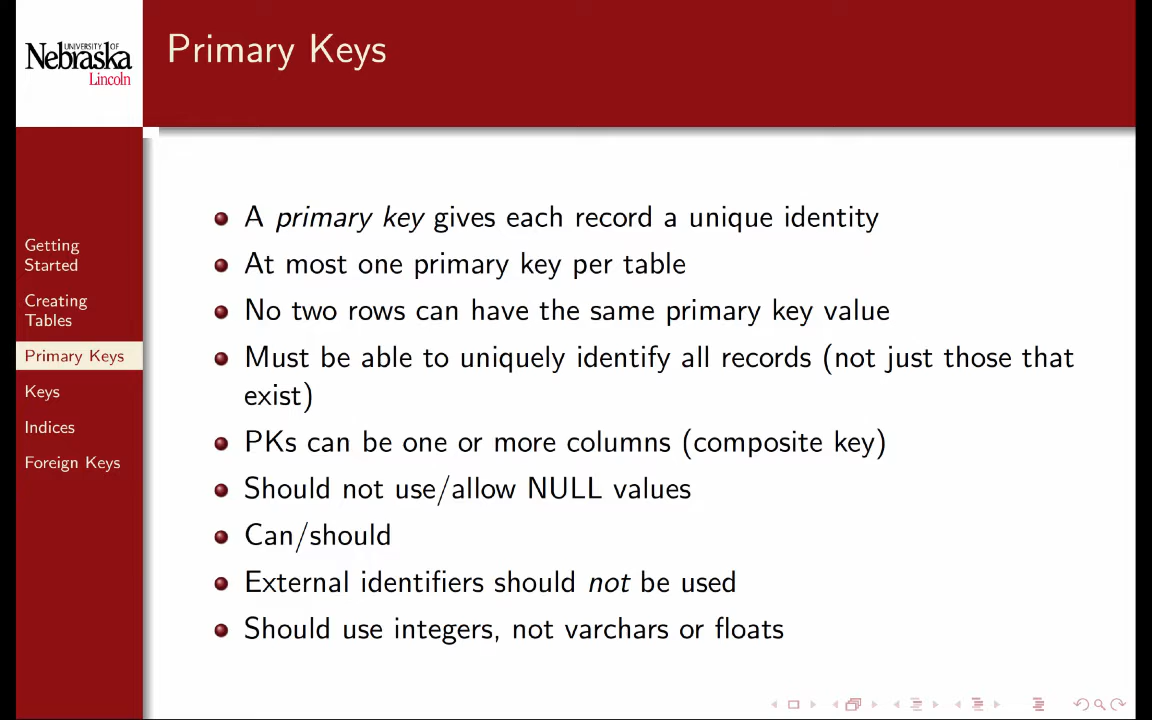 UNIVERSITY OF
Nebraska
Lincoln
Primary Keys
Getting
Started
Creating
Tables
Primary Keys
Keys
Indices
Foreign Keys
A primary key gives each record a unique identity
At most one primary key per table
No two rows can have the same primary key value
Must be able to uniquely identify all records (not just those that
exist)
PKs can be one or more columns (composite key)
Should not use/allow NULL values
Can/should
External identifiers should not be used
Should use integers, not varchars or floats